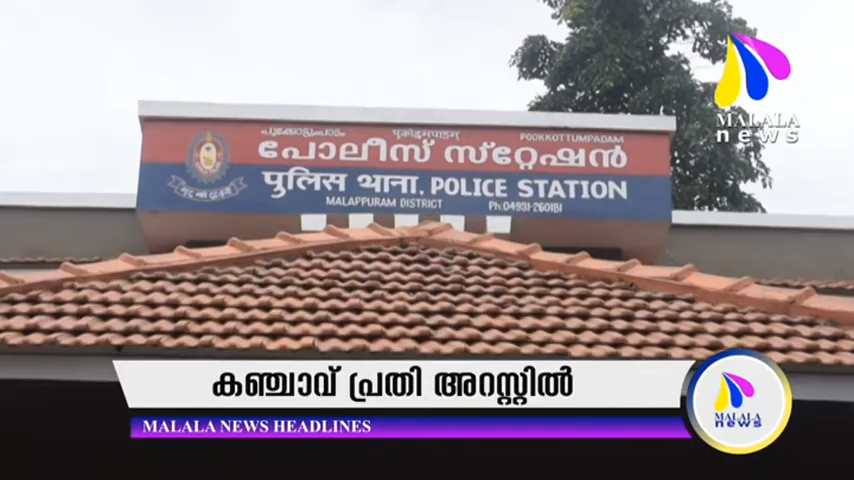 MALALA
news
പൂക്കോട്ടുംപാടം POOKKOTTUMPADAM
പോലീസ് സ്റ്റേഷൻ
पुलिस थाना, POLICE STATION
MALAPPURAM DISTRICT Ph:04931-260181
കഞ്ചാവ് പ്രതി അറസ്റ്റിൽ
MALALA NEWS HEADLINES
MALALA
news